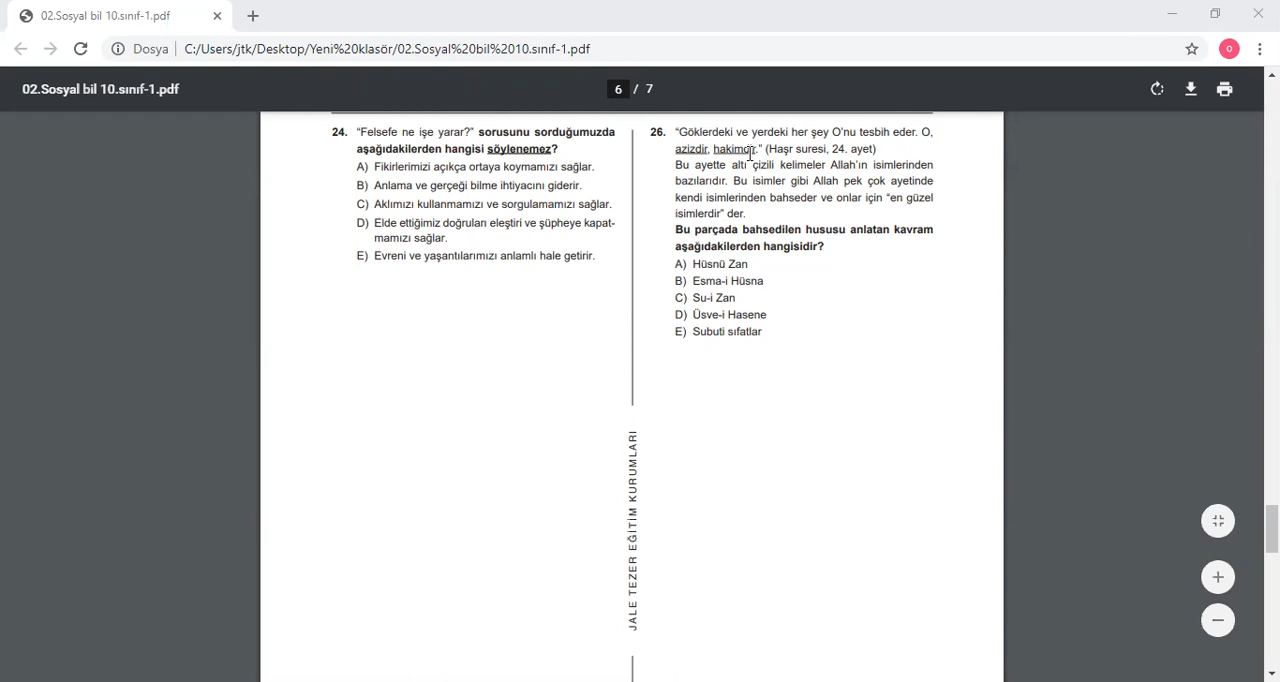 02.Sosyal bil 10.sınıf-1.pdf
Dosya
C:/Users/jtk/Desktop/Yeni%20klasör/02.Sosyal%20bil%2010.sınıf-1.pdf
O
02.Sosyal bil 10.sınıf-1.pdf
6 / 7
24. "Felsefe ne işe yarar?" sorusunu sorduğumuzda
aşağıdakilerden hangisi söylenemez?
A) Fikirlerimizi açıkça ortaya koymamızı sağlar.
B) Anlama ve gerçeği bilme ihtiyacını giderir.
C) Aklımızı kullanmamızı ve sorgulamamızı sağlar.
D) Elde ettiğimiz doğruları eleştiri ve şüpheye kapat-
mamızı sağlar.
E) Evreni ve yaşantılarımızı anlamlı hale getirir.
26. "Göklerdeki ve yerdeki her şey O'nu tesbih eder. O,
azizdir, hakimdir." (Haşr suresi, 24. ayet)
Bu ayette altı çizili kelimeler Allah'ın isimlerinden
bazılarıdır. Bu isimler gibi Allah pek çok ayetinde
kendi isimlerinden bahseder ve onlar için "en güzel
isimlerdir" der.
Bu parçada bahsedilen hususu anlatan kavram
aşağıdakilerden hangisidir?
A) Hüsnü Zan
B) Esma-i Hüsna
C) Su-i Zan
D) Üsve-i Hasene
E) Subuti sıfatlar
JALE TEZER EĞİTİM KURUMLARI